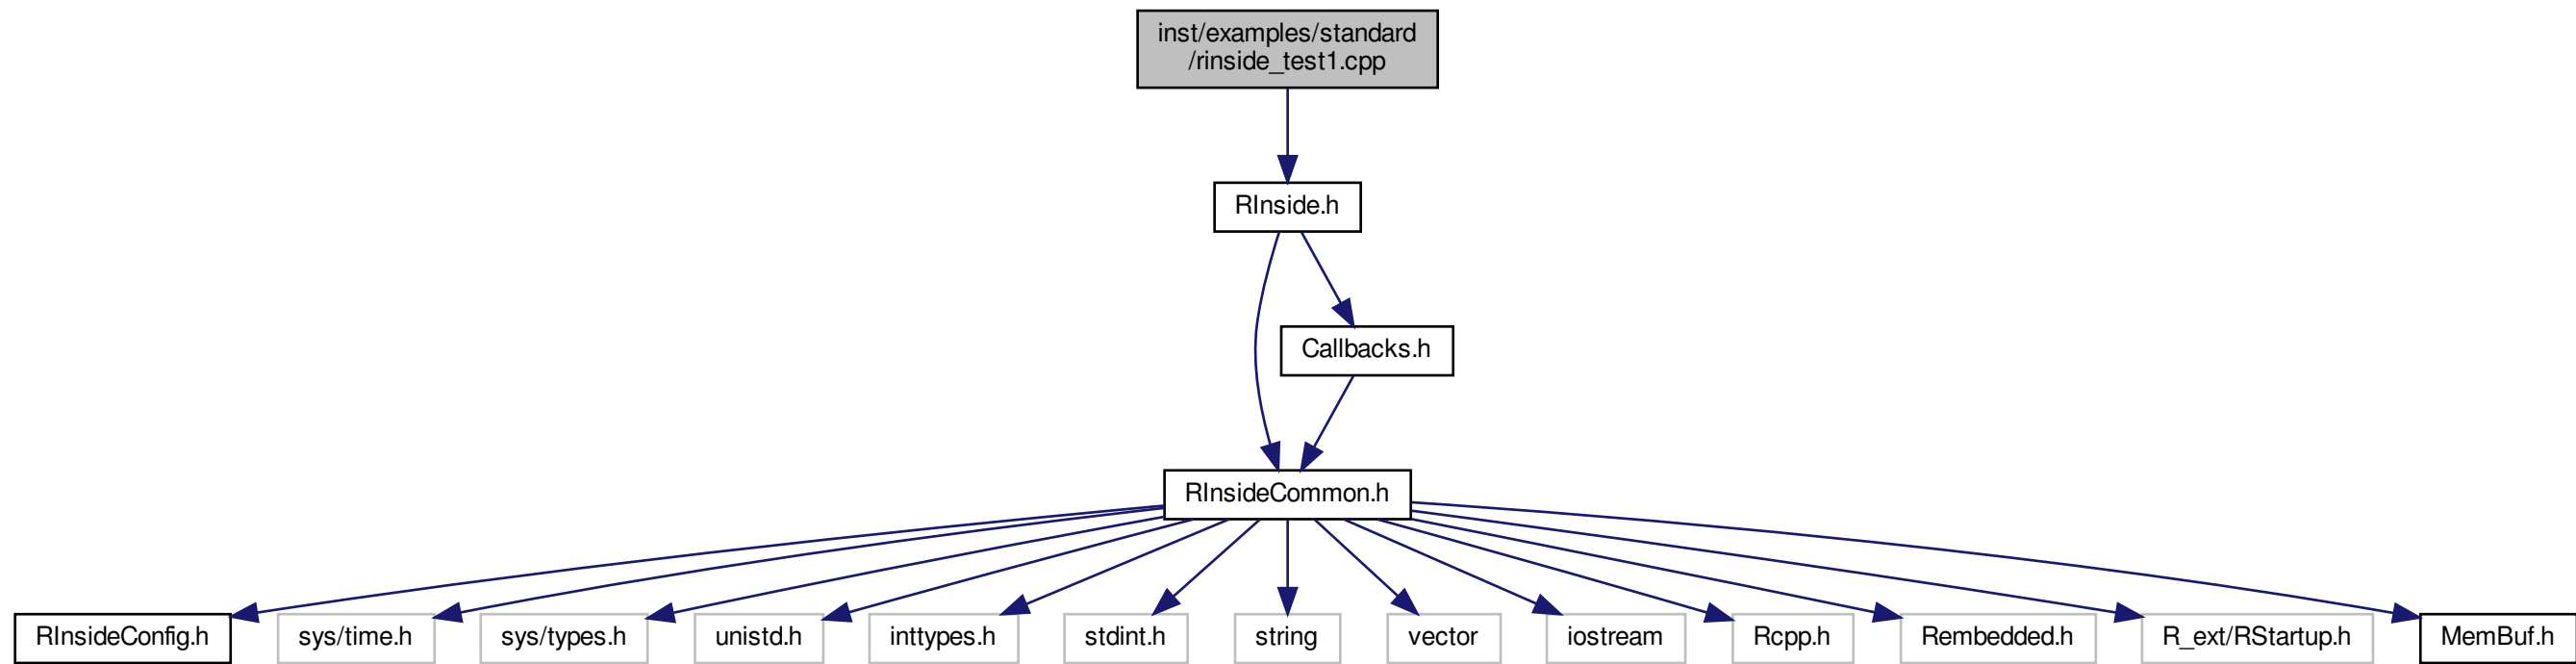 inst/examples/standard
/rinside_test1.cpp
RInside.h
Callbacks.h
RInsideCommon.h
RInsideConfig.h
sys/time.h
sys/types.h
unistd.h
inttypes.h
stdint.h
string
vector
iostream
Rcpp.h
Rembedded.h
R_ext/RStartup.h
MemBuf.h